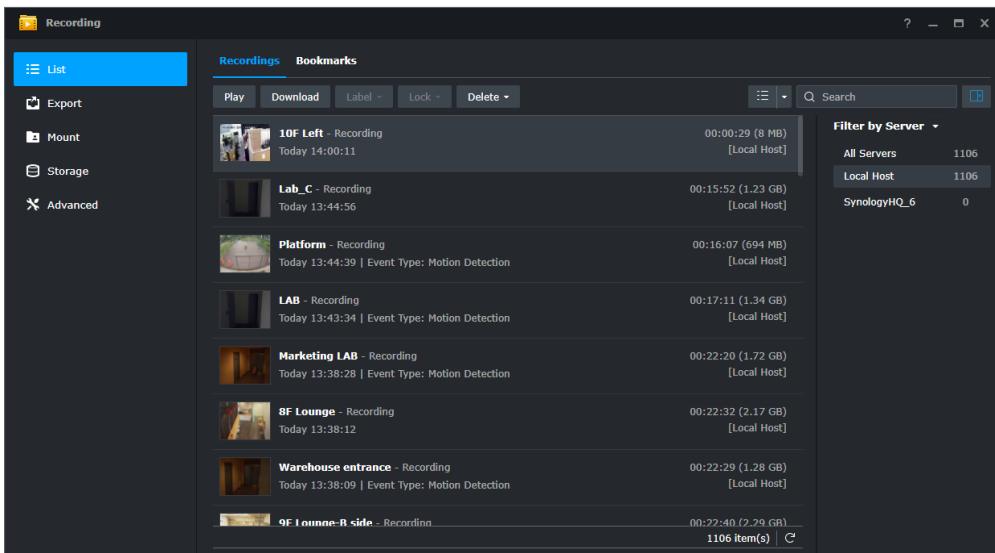 Recording
List
Export
Mount
Storage
Advanced
Recordings Bookmarks
Play Download Label Lock Delete Search
10F Left - Recording 00:00:29 (8 MB)
Today 14:00:11 [Local Host]
Lab_C - Recording 00:15:52 (1.23 GB)
Today 13:44:56 [Local Host]
Platform - Recording 00:16:07 (694 MB)
Today 13:44:39 | Event Type: Motion Detection [Local Host]
LAB - Recording 00:17:11 (1.34 GB)
Today 13:43:34 | Event Type: Motion Detection [Local Host]
Marketing LAB - Recording 00:22:20 (1.72 GB)
Today 13:38:28 | Event Type: Motion Detection [Local Host]
8F Lounge - Recording 00:22:32 (2.17 GB)
Today 13:38:12 [Local Host]
Warehouse entrance - Recording 00:22:29 (1.28 GB)
Today 13:38:09 | Event Type: Motion Detection [Local Host]
9F Lounge-B side - Recording 00:22:40 (2.29 GB)
1106 item(s)
Filter by Server
All Servers 1106
Local Host 1106
SynologyHQ_6 0